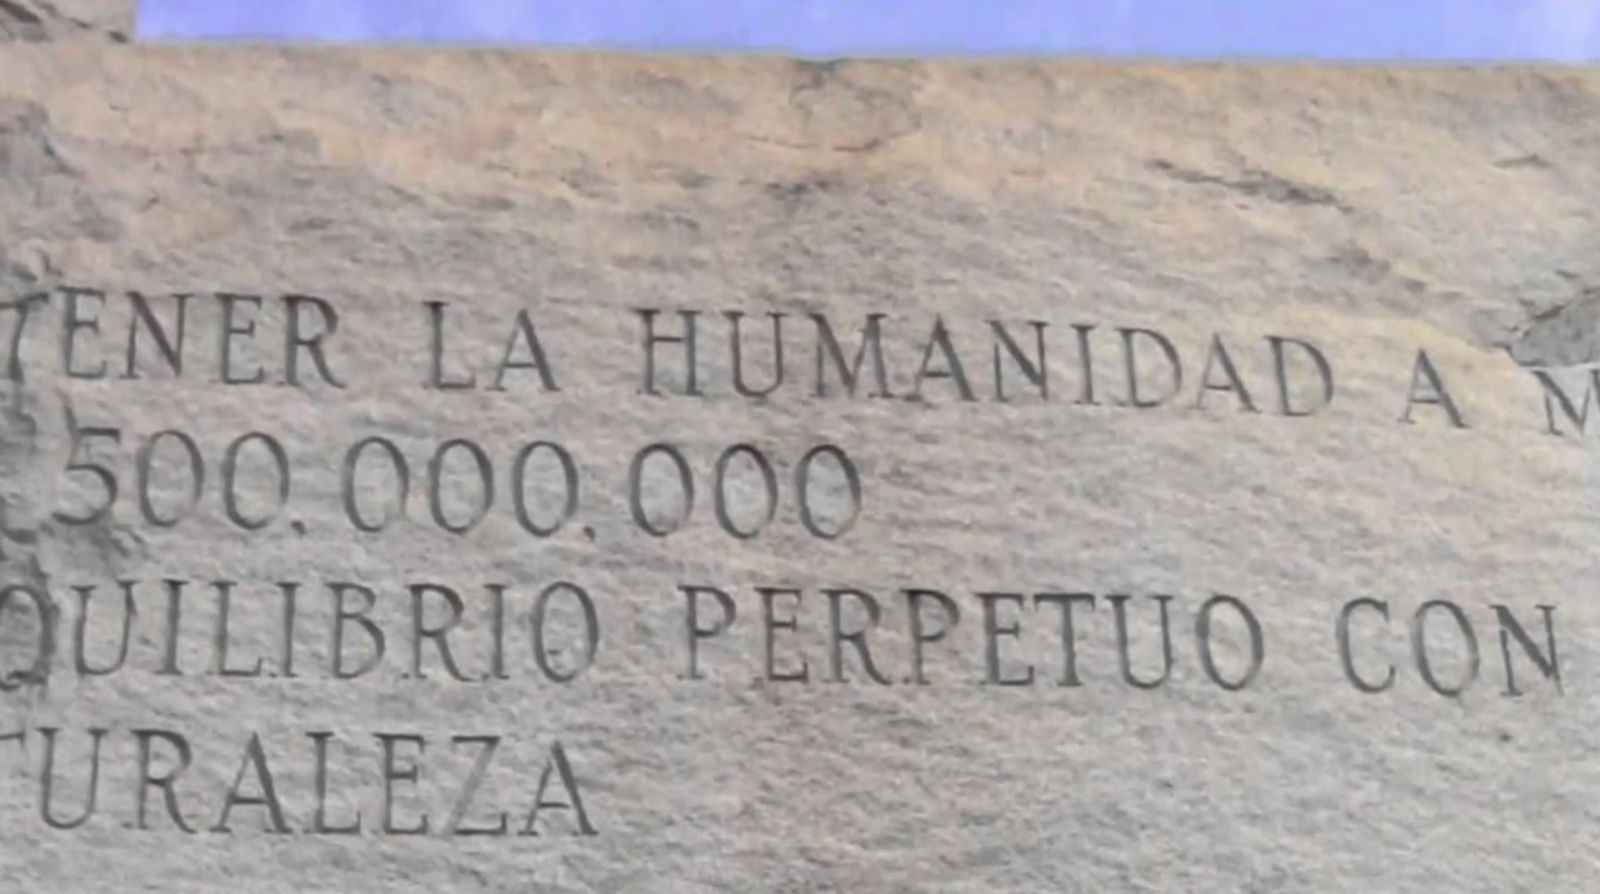 TENER LA HUMANIDAD A M
500.000.000
QUILIBRIO PERPETUO CON
TURALEZA